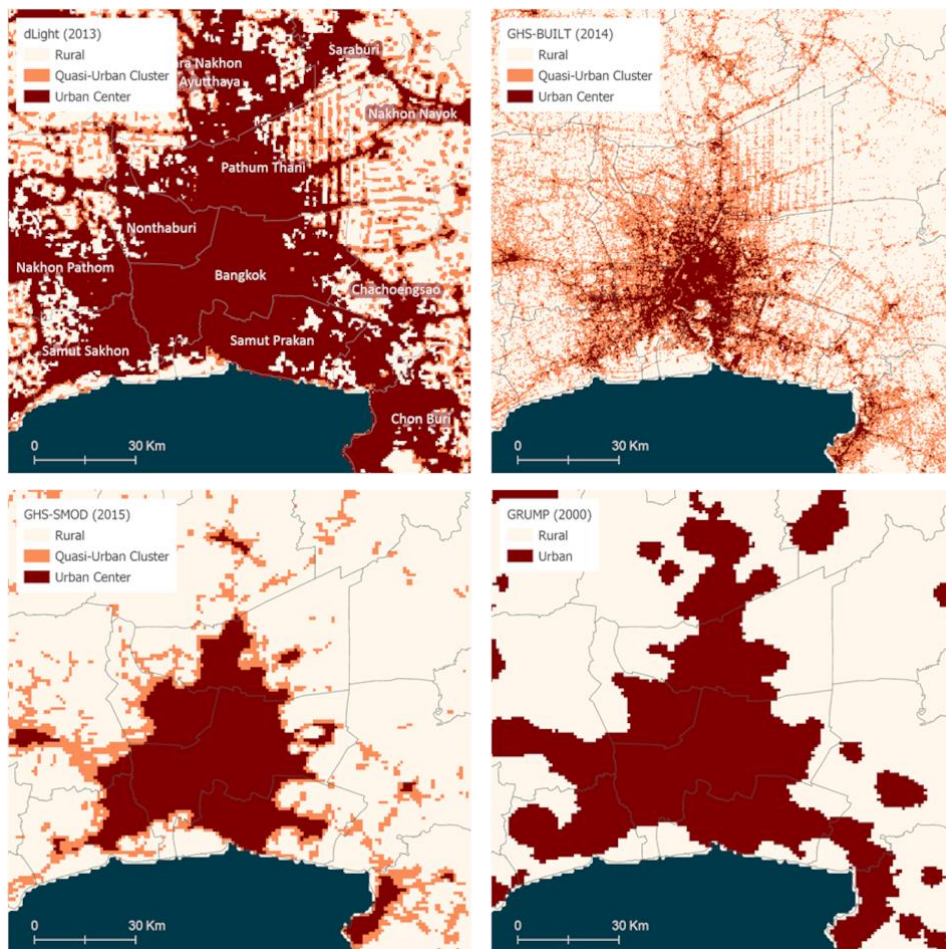 dLight (2013)
Rural
Quasi-Urban Cluster
Urban Center
ara Nakhon
Ayutthaya
Saraburi
Nakhon Nayok
Pathum Thani
Nonthaburi
Nakhon Pathom
Bangkok
Chachoengsao
Samut Sakhon
Samut Prakan
Chon Buri
0 30 Km
GHS-BUILT (2014)
Rural
Quasi-Urban Cluster
Urban Center
0 30 Km
GHS-SMOD (2015)
Rural
Quasi-Urban Cluster
Urban Center
0 30 Km
GRUMP (2000)
Rural
Urban
0 30 Km